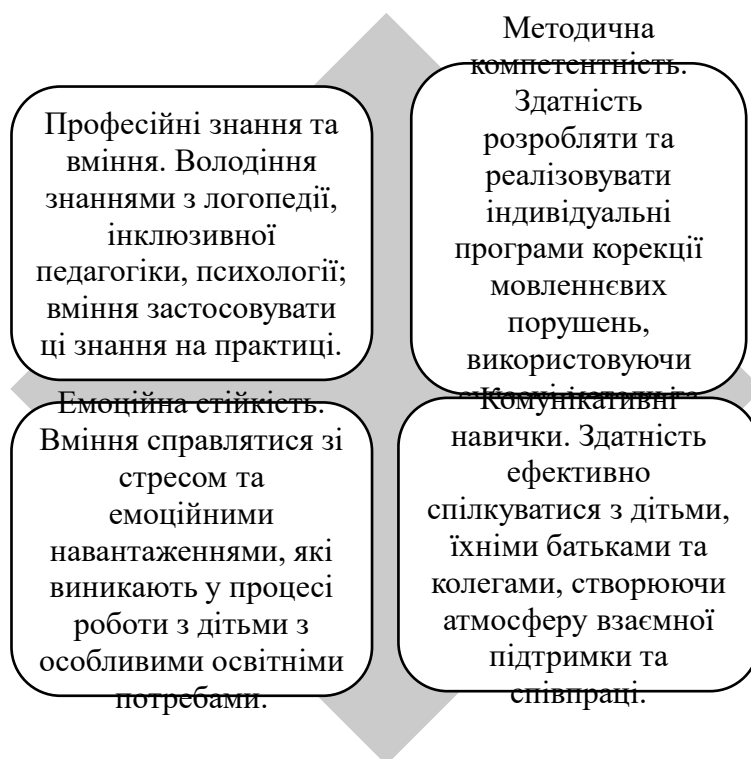 Професійні знання та
вміння. Володіння
знаннями з логопедії,
інклюзивної
педагогіки, психології;
вміння застосовувати
ці знання на практиці.
Методична
компетентність.
Здатність
розробляти та
реалізовувати
індивідуальні
програми корекції
мовленнєвих
порушень,
використовуючи
Емоційна стійкість.
Вміння справлятися зі
стресом та
емоційними
навантаженнями, які
виникають у процесі
роботи з дітьми з
особливими освітніми
потребами.
Комунікативні
навички. Здатність
ефективно
спілкуватися з дітьми,
їхніми батьками та
колегами, створюючи
атмосферу взаємної
підтримки та
співпраці.